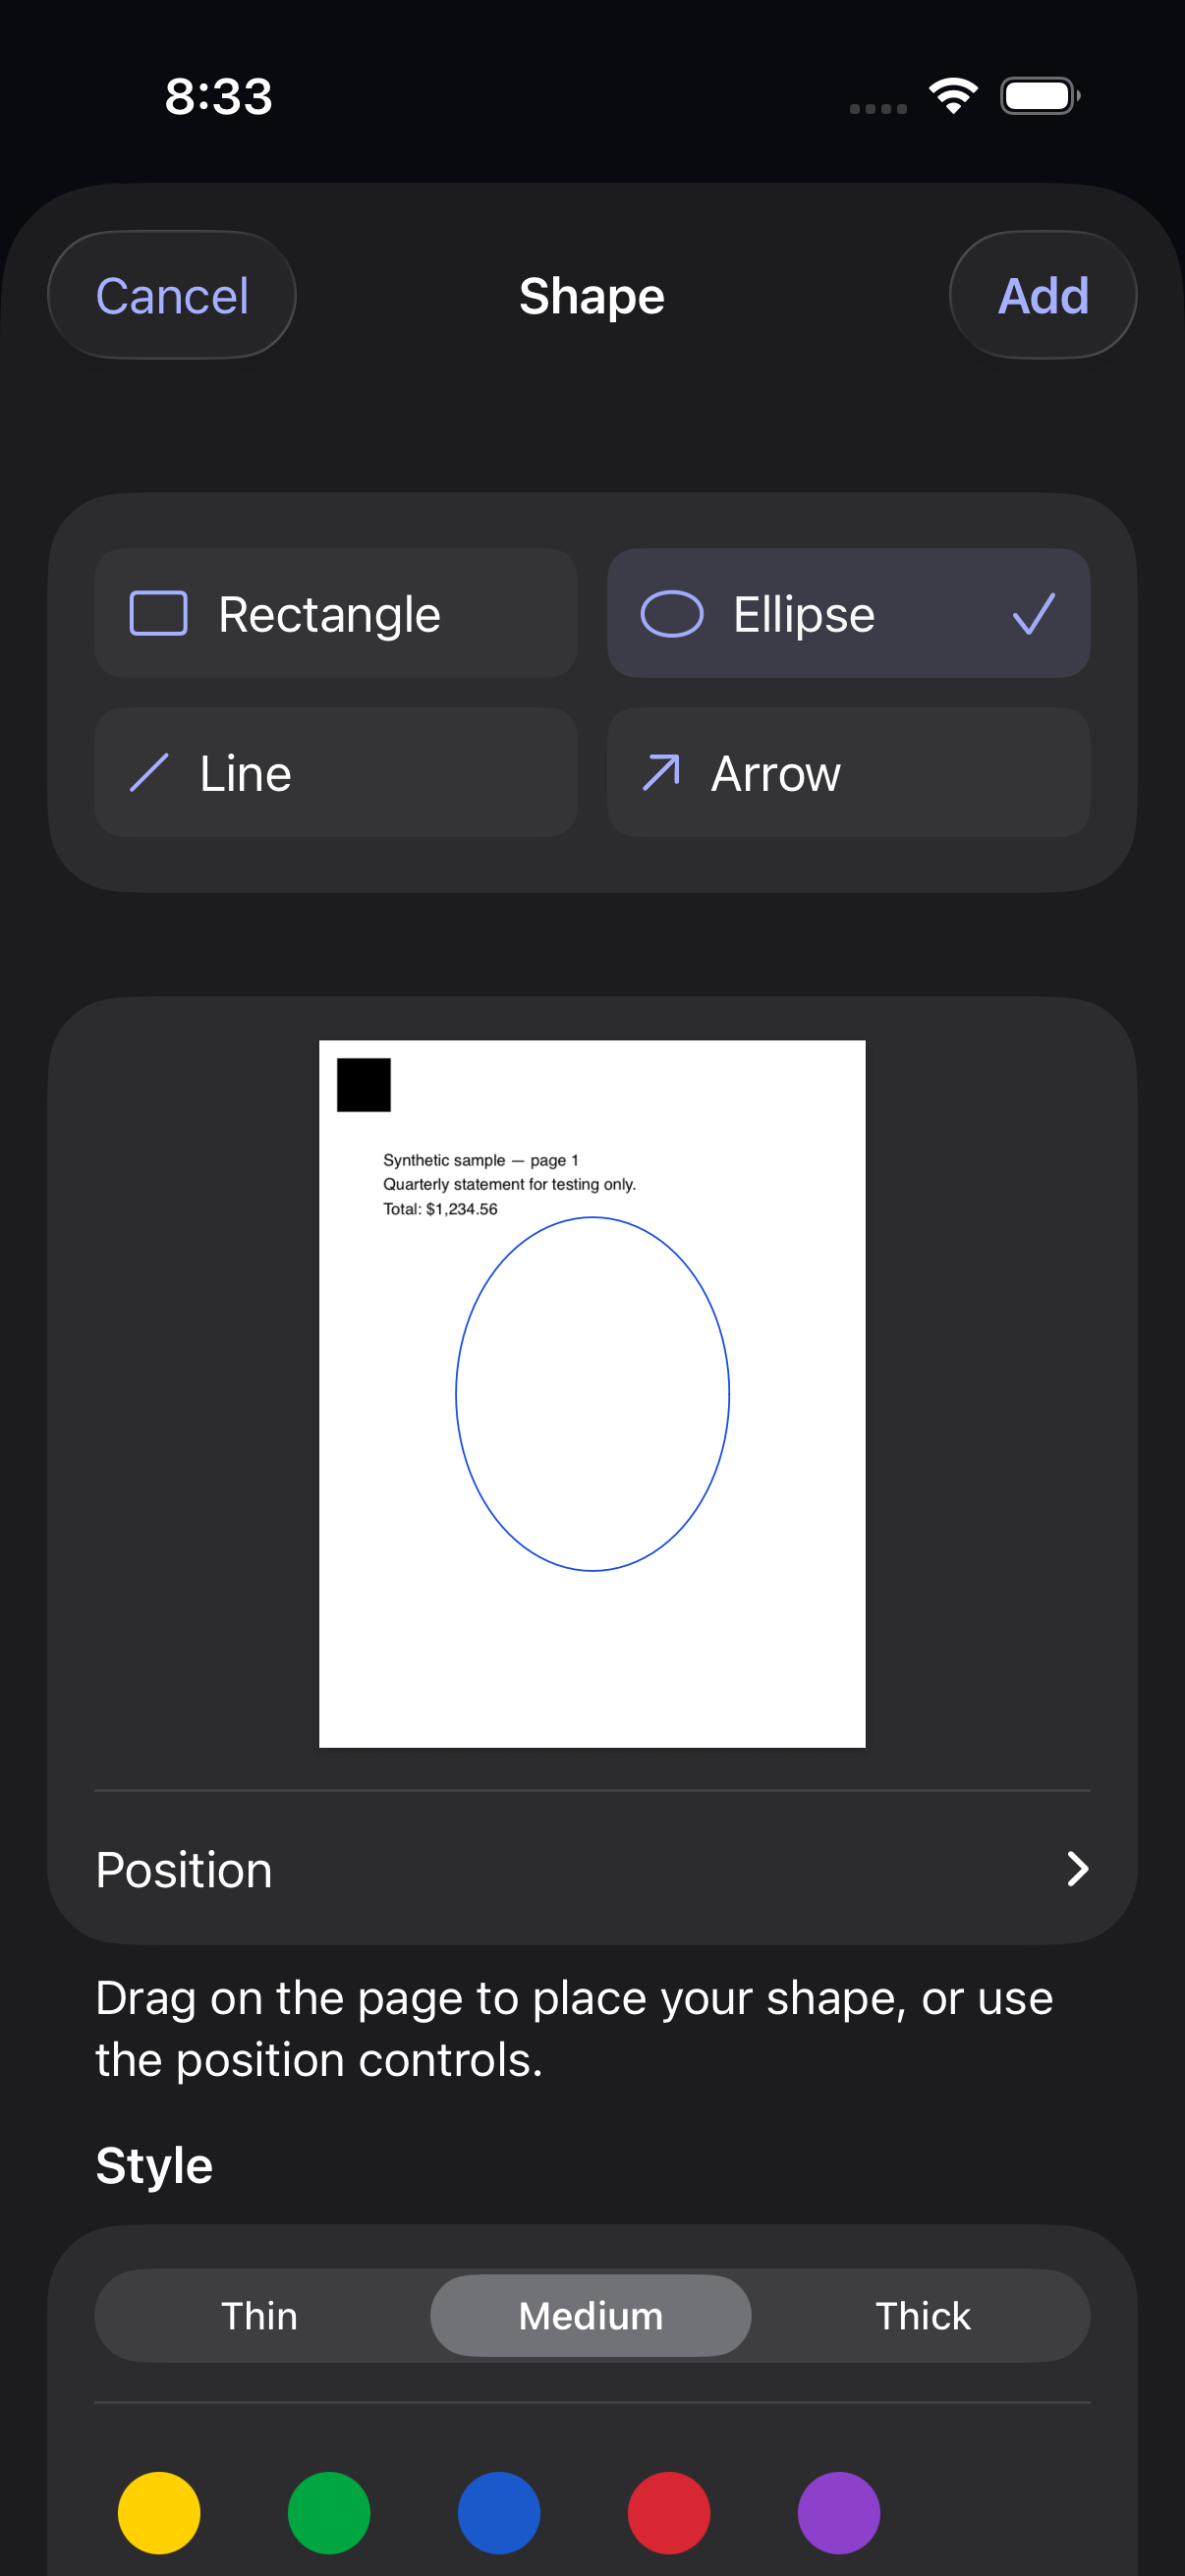 8:33
Cancel
Shape
Add
Rectangle
Ellipse
Line
Arrow
Synthetic sample — page 1
Quarterly statement for testing only.
Total: $1,234.56
Position
Drag on the page to place your shape, or use
the position controls.
Style
Thin
Medium
Thick